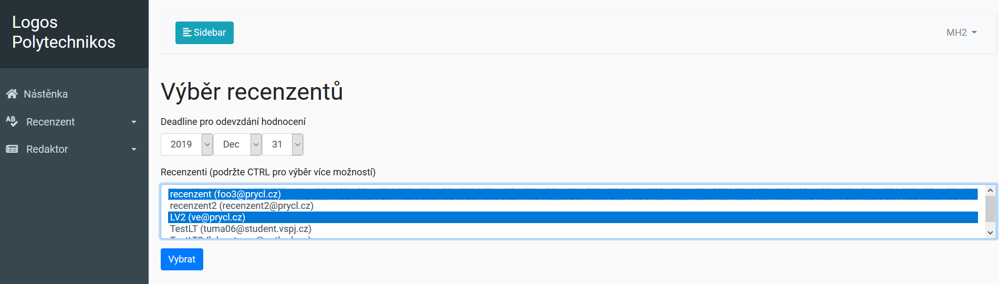 Logos
Polytechnikos
Sidebar
MH2
Nástěnka
Recenzent
Redaktor
Výběr recenzentů
Deadline pro odevzdání hodnocení
2019 Dec 31
Recenzenti (podržte CTRL pro výběr více možností)
recenzent (foo3@prycl.cz)
recenzent2 (recenzent2@prycl.cz)
LV2 (ve@prycl.cz)
TestLT (tuma06@student.vspj.cz)
Vybrat